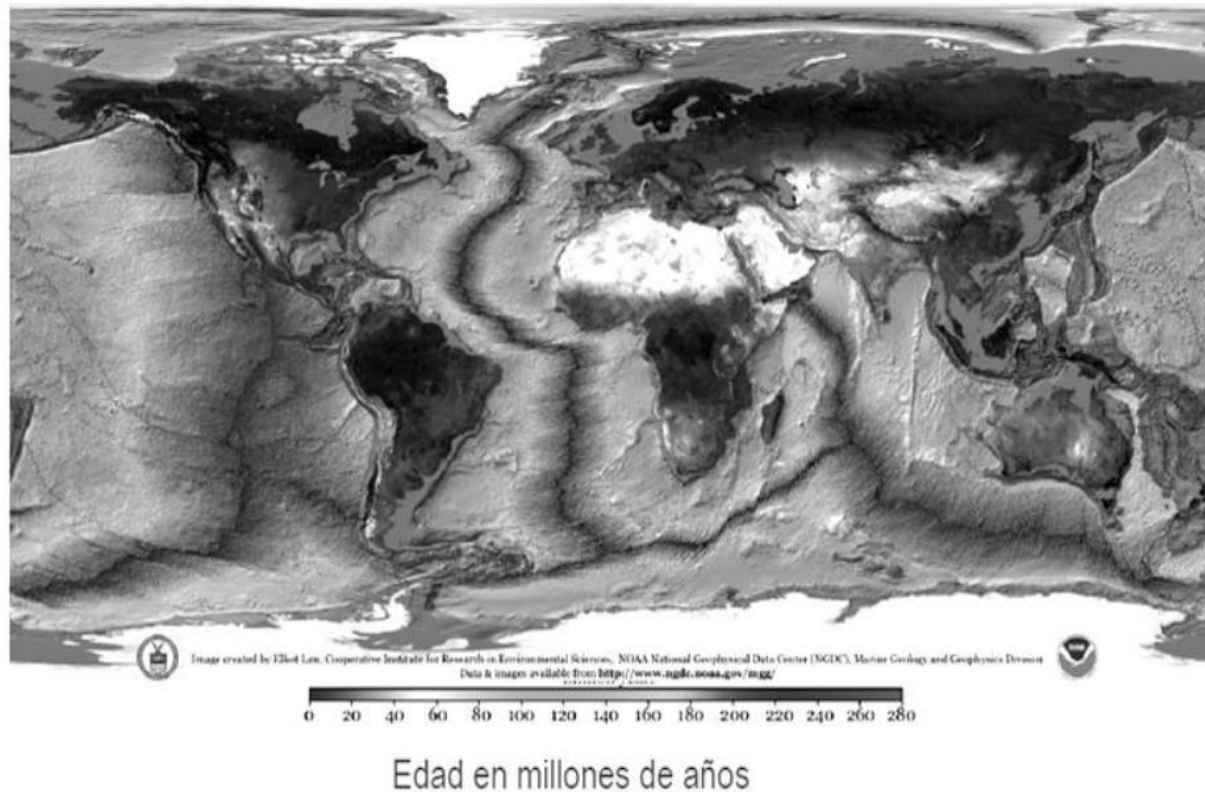 Image created by Elliot Lim, Cooperative Institute for Research in Environmental Sciences, NOAA National Geophysical Data Center (NGDC), Marine Geology and Geophysics Division
Data & images available from http://www.ngdc.noaa.gov/mgg/
0 20 40 60 80 100 120 140 160 180 200 220 240 260 280
Edad en millones de años